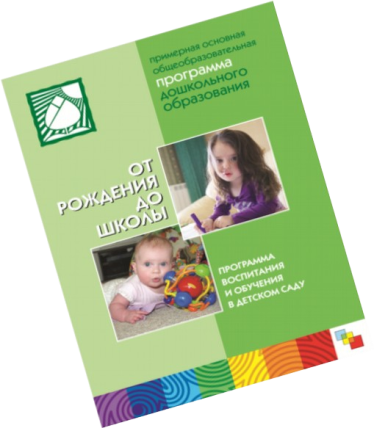 примерная основная
общеобразовательная
программа
дошкольного
образования
ОТ
РОЖДЕНИЯ
ДО
ШКОЛЫ
ПРОГРАММА
ВОСПИТАНИЯ
И ОБУЧЕНИЯ
В ДЕТСКОМ САДУ